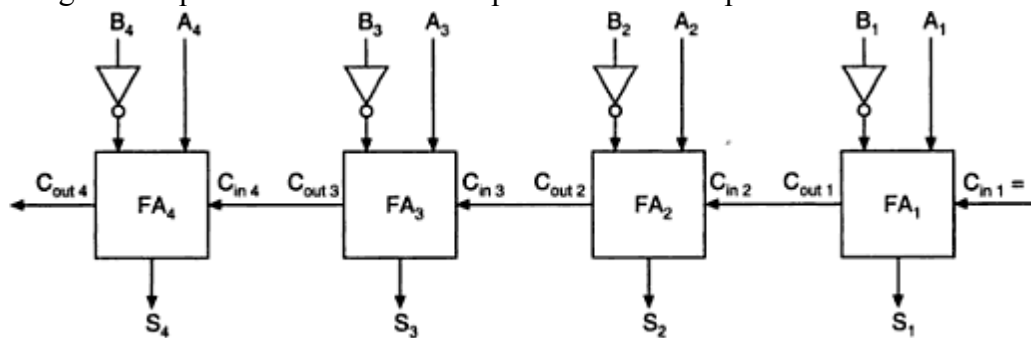 B4 A4 B3 A3 B2 A2 B1 A1
Cout 4 Cin 4 Cout 3 Cin 3 Cout 2 Cin 2 Cout 1 Cin 1 =
FA4 FA3 FA2 FA1
S4 S3 S2 S1